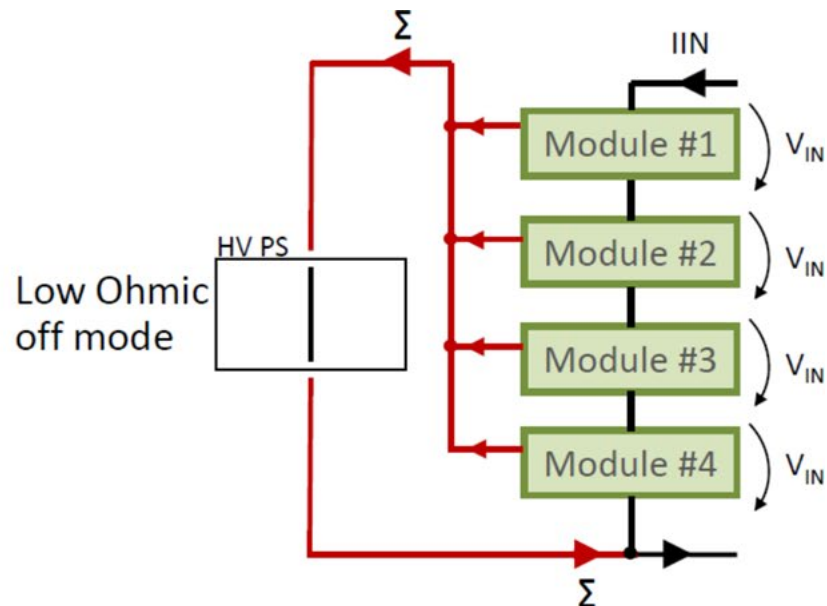 Σ
IIN
Module #1
VIN
HV PS
Module #2
VIN
Low Ohmic
off mode
Module #3
VIN
Module #4
VIN
Σ